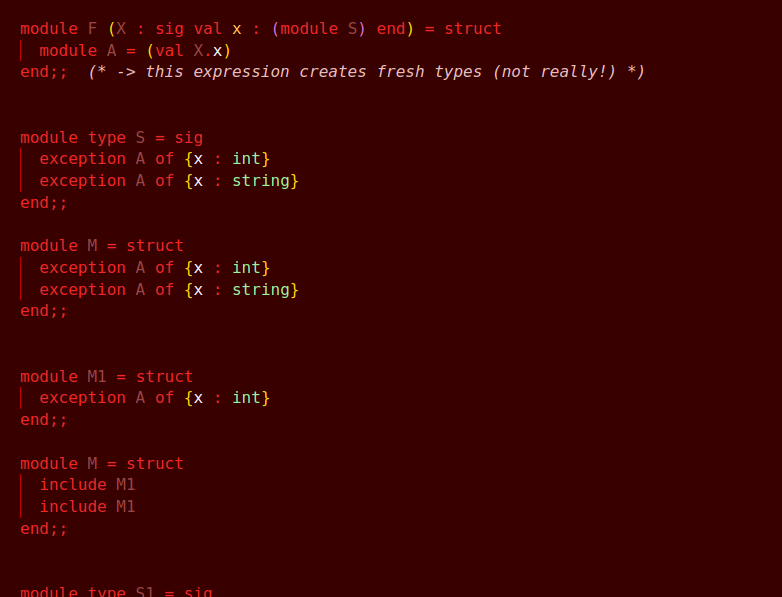 module F (X : sig val x : (module S) end) = struct
  module A = (val X.x)
end;;  (* -> this expression creates fresh types (not really!) *)
module type S = sig
  exception A of {x : int}
  exception A of {x : string}
end;;
module M = struct
  exception A of {x : int}
  exception A of {x : string}
end;;
module M1 = struct
  exception A of {x : int}
end;;
module M = struct
  include M1
  include M1
end;;
module type S1 = sig